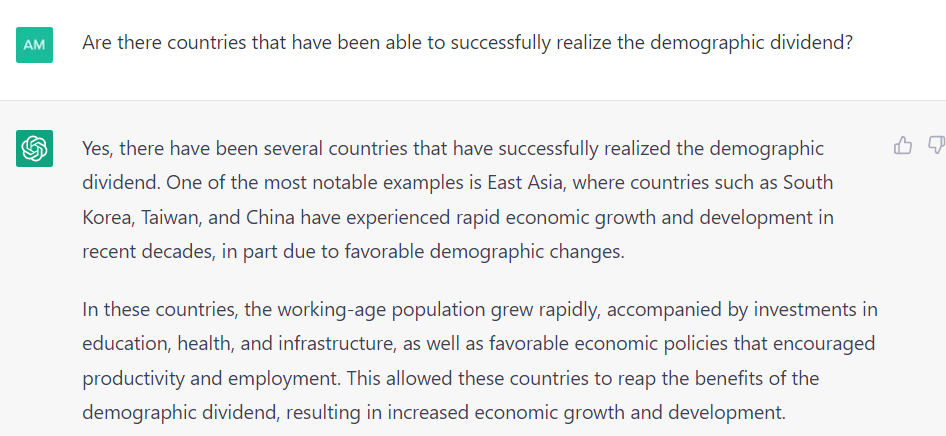 AM
Are there countries that have been able to successfully realize the demographic dividend?
Yes, there have been several countries that have successfully realized the demographic
dividend. One of the most notable examples is East Asia, where countries such as South
Korea, Taiwan, and China have experienced rapid economic growth and development in
recent decades, in part due to favorable demographic changes.
In these countries, the working-age population grew rapidly, accompanied by investments in
education, health, and infrastructure, as well as favorable economic policies that encouraged
productivity and employment. This allowed these countries to reap the benefits of the
demographic dividend, resulting in increased economic growth and development.